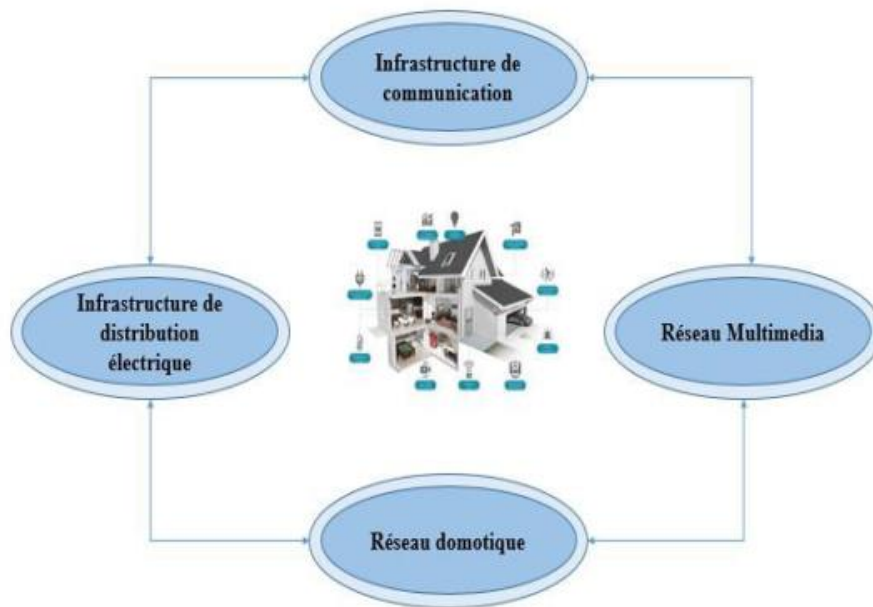 Infrastructure de
communication
Infrastructure de
distribution
électrique
Réseau Multimedia
Réseau domotique